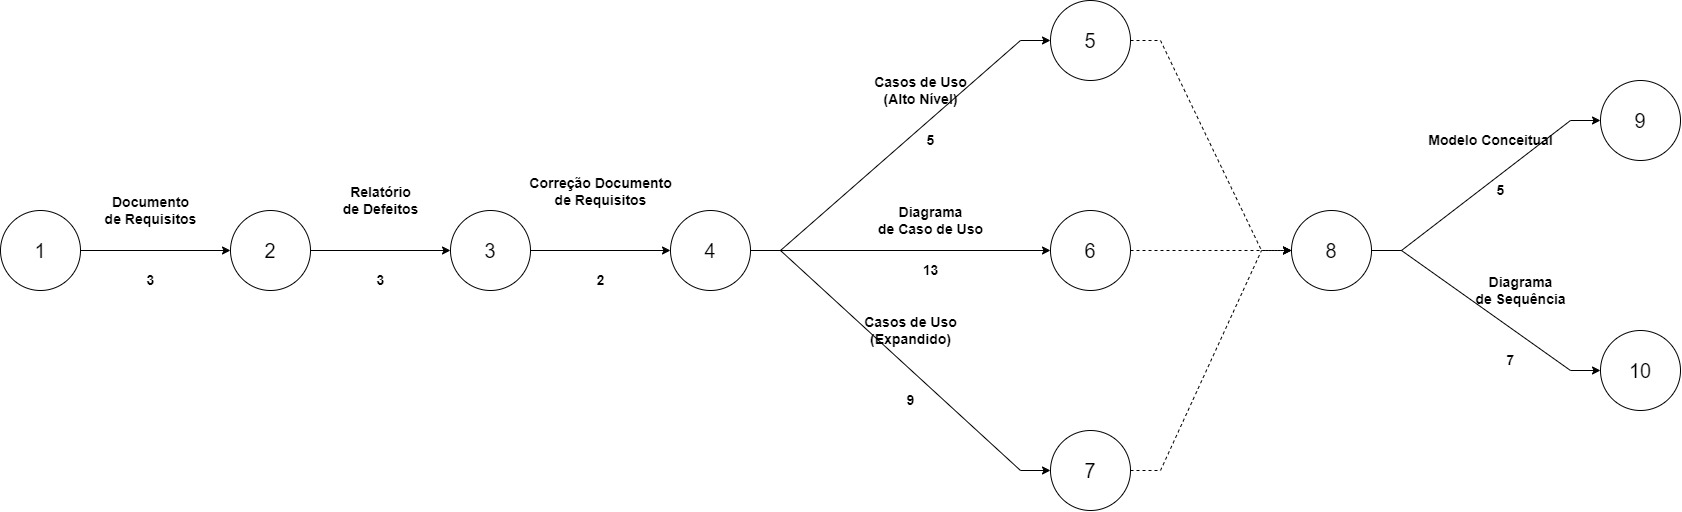 1
Documento
de Requisitos
3
2
Relatório
de Defeitos
3
3
Correção Documento
de Requisitos
2
4
Casos de Uso
(Alto Nível)
5
5
Diagrama
de Caso de Uso
13
6
Casos de Uso
(Expandido)
9
7
8
Modelo Conceitual
5
9
Diagrama
de Sequência
7
10